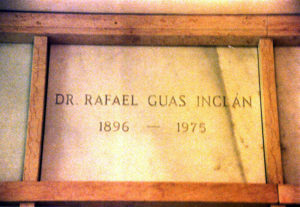 DR. RAFAEL GUAS INCLÁN
1896 — 1975